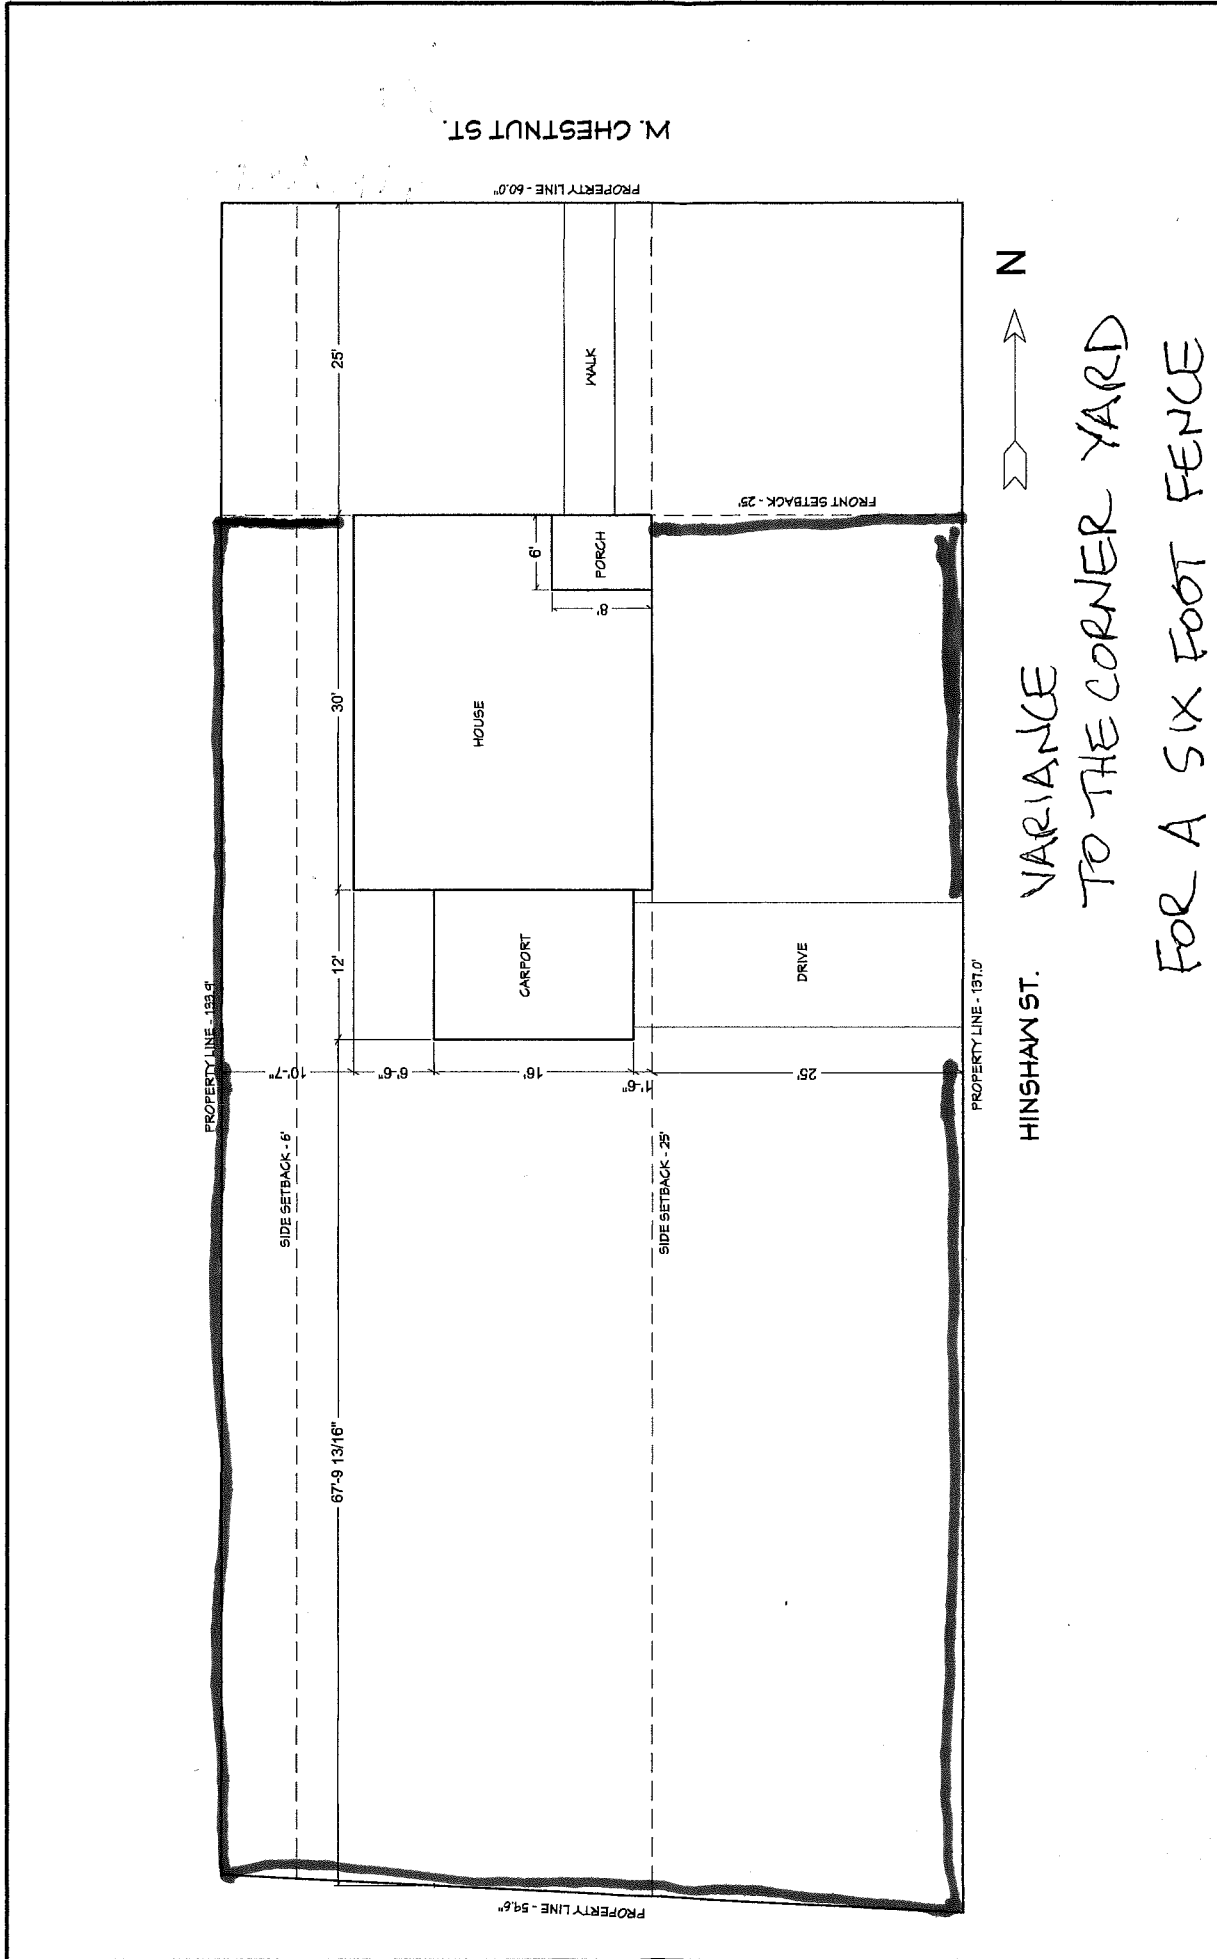 W. CHESTNUT ST.
PROPERTY LINE - 60.0"
25'
WALK
FRONT SETBACK - 25'
6'
PORCH
8'
30'
HOUSE
12'
CARPORT
DRIVE
PROPERTY LINE - 133.9'
10'-7"
6'-6"
16'
1'-6"
25'
PROPERTY LINE - 137.0'
SIDE SETBACK - 6'
SIDE SETBACK - 25'
67'-9 13/16"
PROPERTY LINE - 59.6"
HINSHAW ST.
N
VARIANCE
TO THE CORNER YARD
FOR A SIX FOOT FENCE